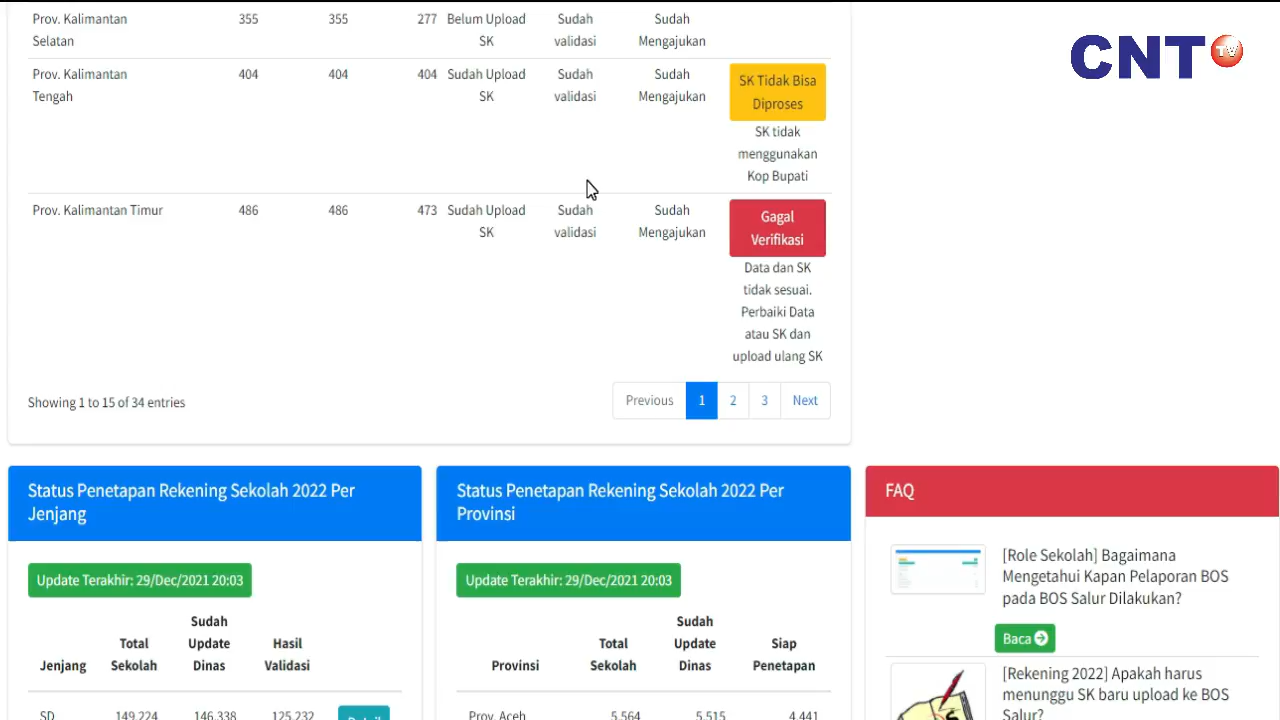 Prov. Kalimantan 355 355 277 Belum Upload Sudah Sudah
Selatan SK validasi Mengajukan
CNT TV
Prov. Kalimantan 404 404 404 Sudah Upload Sudah Sudah SK Tidak Bisa
Tengah SK validasi Mengajukan Diproses
SK tidak
menggunakan
Kop Bupati
Prov. Kalimantan Timur 486 486 473 Sudah Upload Sudah Sudah Gagal
SK validasi Mengajukan Verifikasi
Data dan SK
tidak sesuai.
Perbaiki Data
atau SK dan
upload ulang SK
Showing 1 to 15 of 34 entries Previous 1 2 3 Next
Status Penetapan Rekening Sekolah 2022 Per
Jenjang
Update Terakhir: 29/Dec/2021 20:03
Sudah
Total Update Hasil
Jenjang Sekolah Dinas Validasi
SD 149.224 146.338 125.232
Status Penetapan Rekening Sekolah 2022 Per
Provinsi
Update Terakhir: 29/Dec/2021 20:03
Sudah
Total Update Siap
Provinsi Sekolah Dinas Penetapan
Prov. Aceh 5.564 5.515 4.441
FAQ
[Role Sekolah] Bagaimana
Mengetahui Kapan Pelaporan BOS
pada BOS Salur Dilakukan?
Baca
[Rekening 2022] Apakah harus
menunggu SK baru upload ke BOS
Salur?